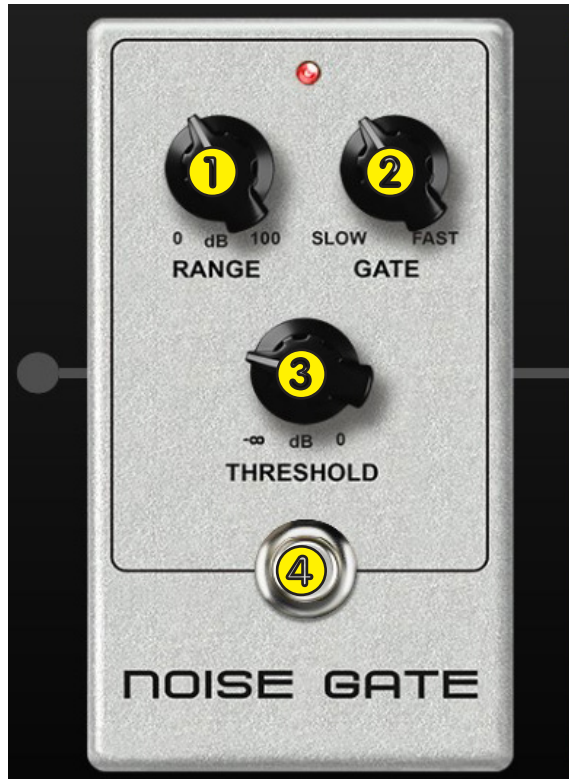 1 2
0 dB 100 SLOW FAST
RANGE GATE
3
-∞ dB 0
THRESHOLD
4
NOISE GATE